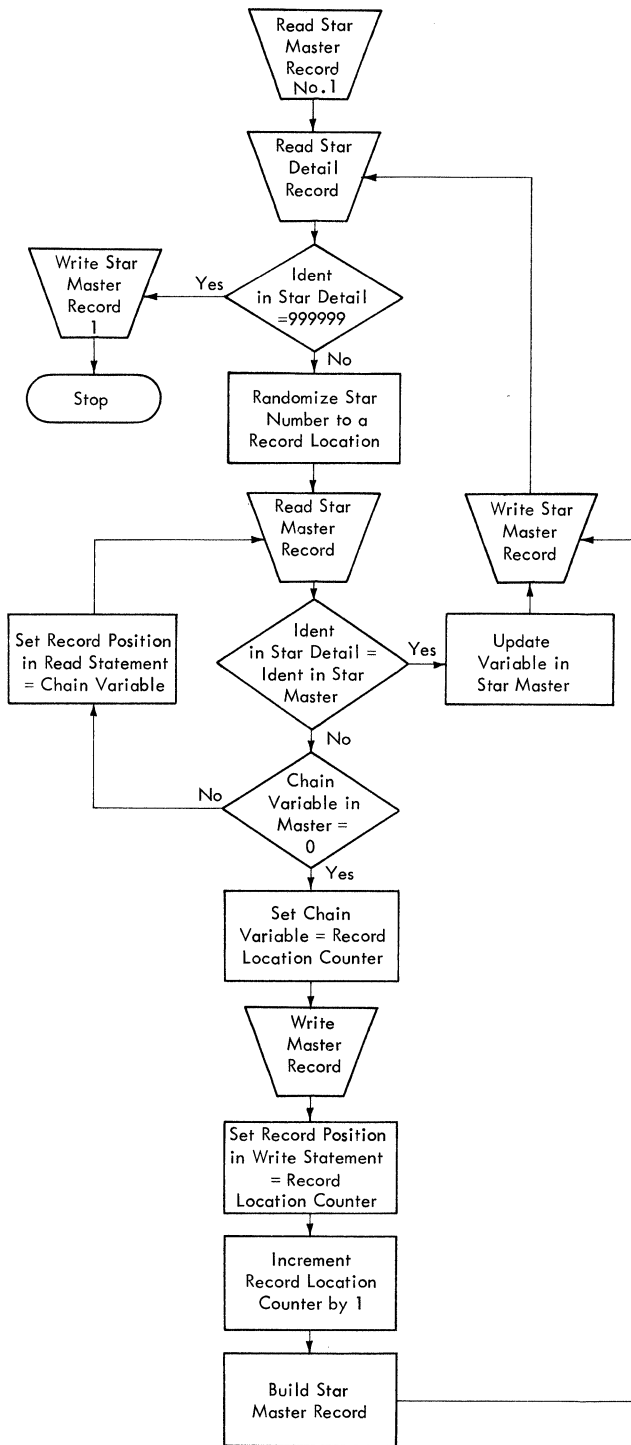 Read Star
Master
Record
No.1
Read Star
Detail
Record
Write Star
Master
Record
1
Yes
Ident
in Star Detail
=999999
No
Stop
Randomize Star
Number to a
Record Location
Read Star
Master
Record
Write Star
Master
Record
Set Record Position
in Read Statement
= Chain Variable
Ident
in Star Detail =
Ident in Star
Master
Yes
Update
Variable in
Star Master
No
No
Chain
Variable in
Master =
0
Yes
Set Chain
Variable = Record
Location Counter
Write
Master
Record
Set Record Position
in Write Statement
= Record
Location Counter
Increment
Record Location
Counter by 1
Build Star
Master Record